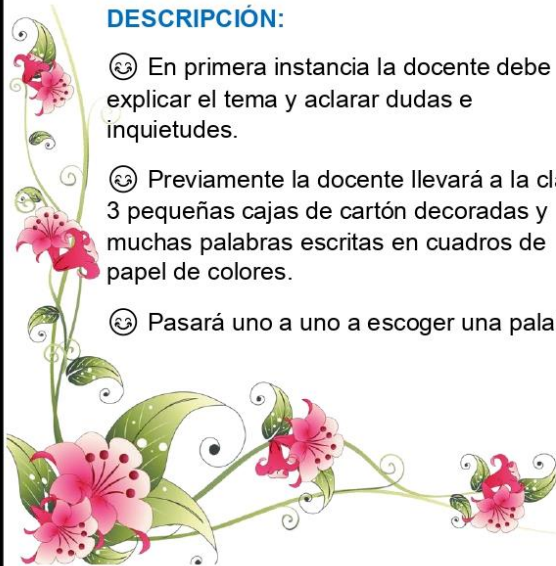 DESCRIPCIÓN:
En primera instancia la docente debe
explicar el tema y aclarar dudas e
inquietudes.
Previamente la docente llevará a la
3 pequeñas cajas de cartón decoradas y
muchas palabras escritas en cuadros de
papel de colores.
Pasará uno a uno a escoger una